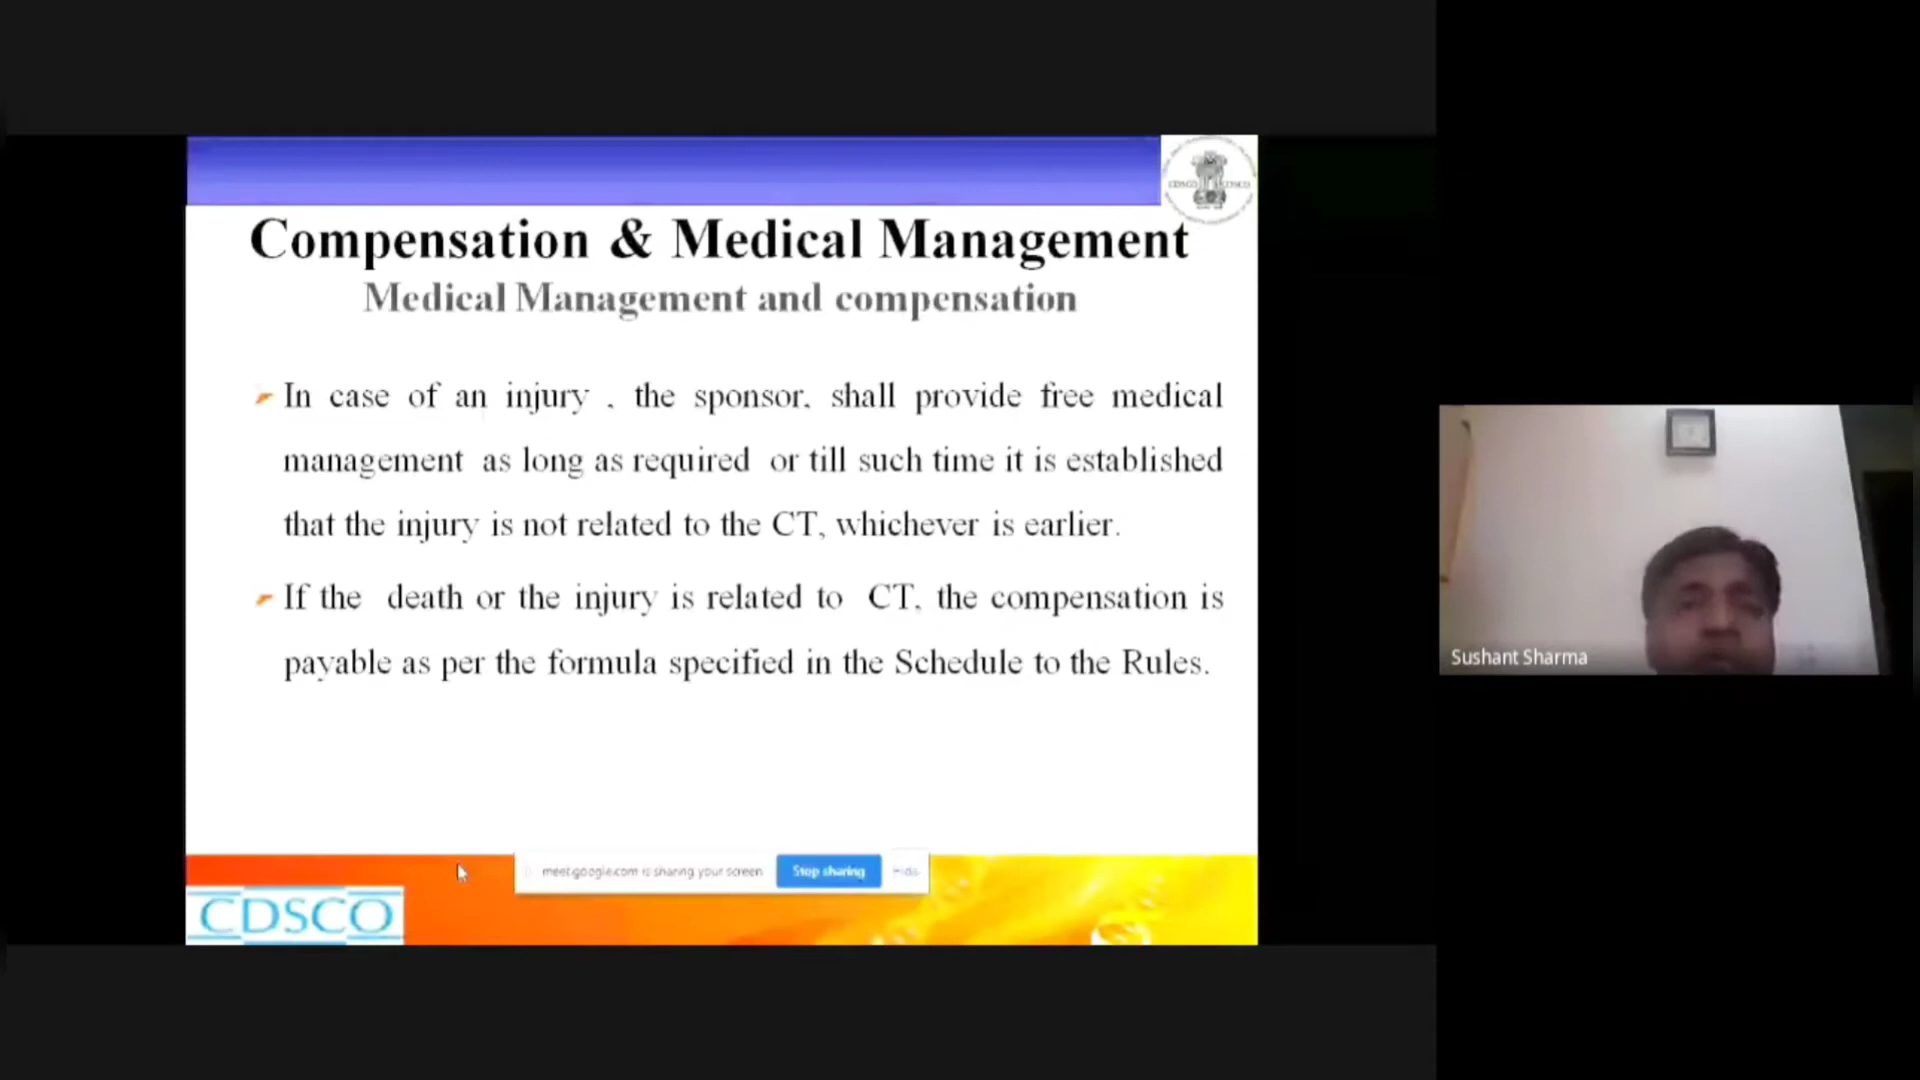 Compensation & Medical Management
Medical Management and compensation
In case of an injury , the sponsor, shall provide free medical
management as long as required or till such time it is established
that the injury is not related to the CT, whichever is earlier.
If the death or the injury is related to CT, the compensation is
payable as per the formula specified in the Schedule to the Rules.
meet.google.com is sharing your screen
Stop sharing
Hide
CDSCO
Sushant Sharma